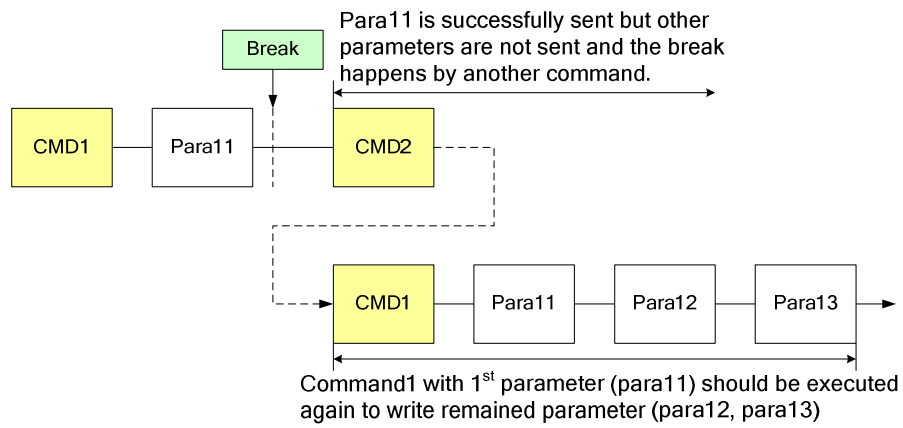 Para11 is successfully sent but other
parameters are not sent and the break
happens by another command.
Break
CMD1
Para11
CMD2
CMD1
Para11
Para12
Para13
Command1 with 1st parameter (para11) should be executed
again to write remained parameter (para12, para13)